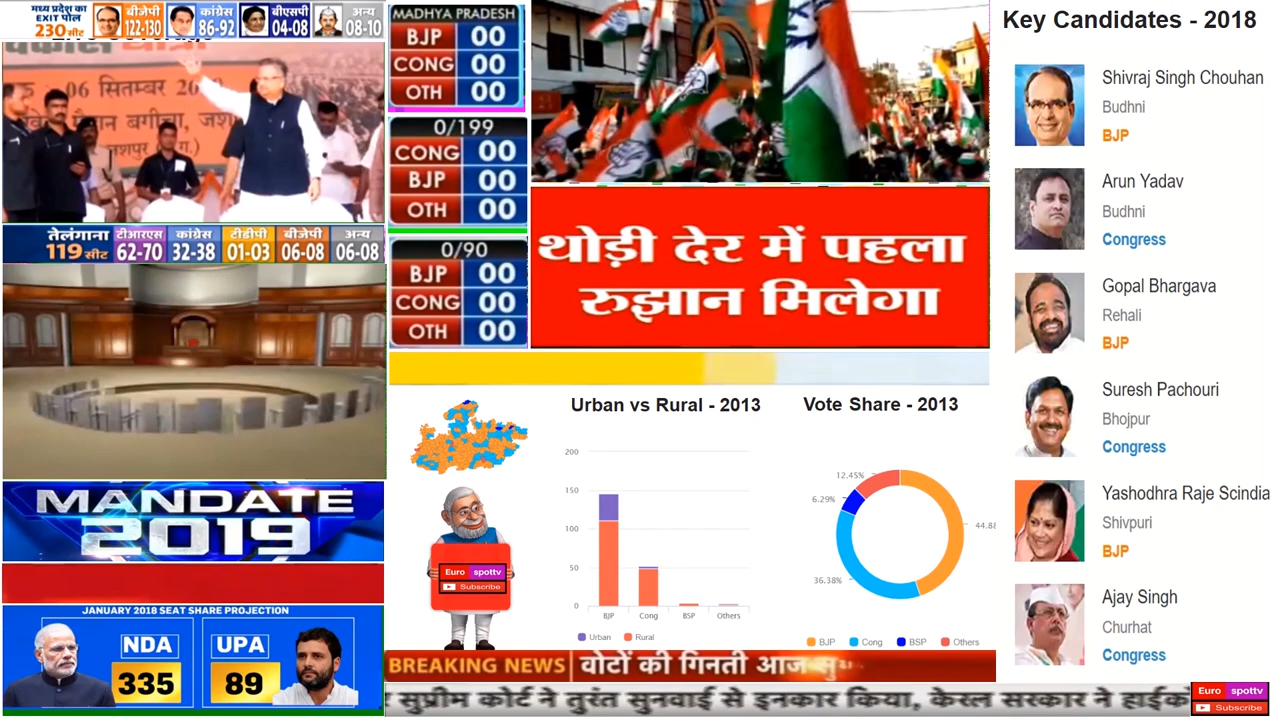 मध्य प्रदेश का
EXIT पोल
230 सीट
बीजेपी
122-130
कांग्रेस
86-92
बीएसपी
04-08
अन्य
08-10
06 सितम्बर 20
MADHYA PRADESH
BJP 00
CONG 00
OTH 00
0/199
CONG 00
BJP 00
OTH 00
0/90
BJP 00
CONG 00
OTH 00
थोड़ी देर में पहला
रुझान मिलेगा
तेलंगाना
119 सीट
टीआरएस
62-70
कांग्रेस
32-38
टीडीपी
01-03
बीजेपी
06-08
अन्य
06-08
MANDATE
2019
JANUARY 2018 SEAT SHARE PROJECTION
NDA
335
UPA
89
Urban vs Rural - 2013
200
150
100
50
0
BJP Cong BSP Others
Urban Rural
Vote Share - 2013
12.45%
6.29%
44.88
36.38%
BJP Cong BSP Others
Euro spottv
Subscribe
Key Candidates - 2018
Shivraj Singh Chouhan
Budhni
BJP
Arun Yadav
Budhni
Congress
Gopal Bhargava
Rehali
BJP
Suresh Pachouri
Bhojpur
Congress
Yashodhra Raje Scindia
Shivpuri
BJP
Ajay Singh
Churhat
Congress
BREAKING NEWS वोटों की गिनती आज
सुप्रीम कोर्ट ने तुरंत सुनवाई से इनकार किया, केरल सरकार ने हाईक
Euro spottv
Subscribe